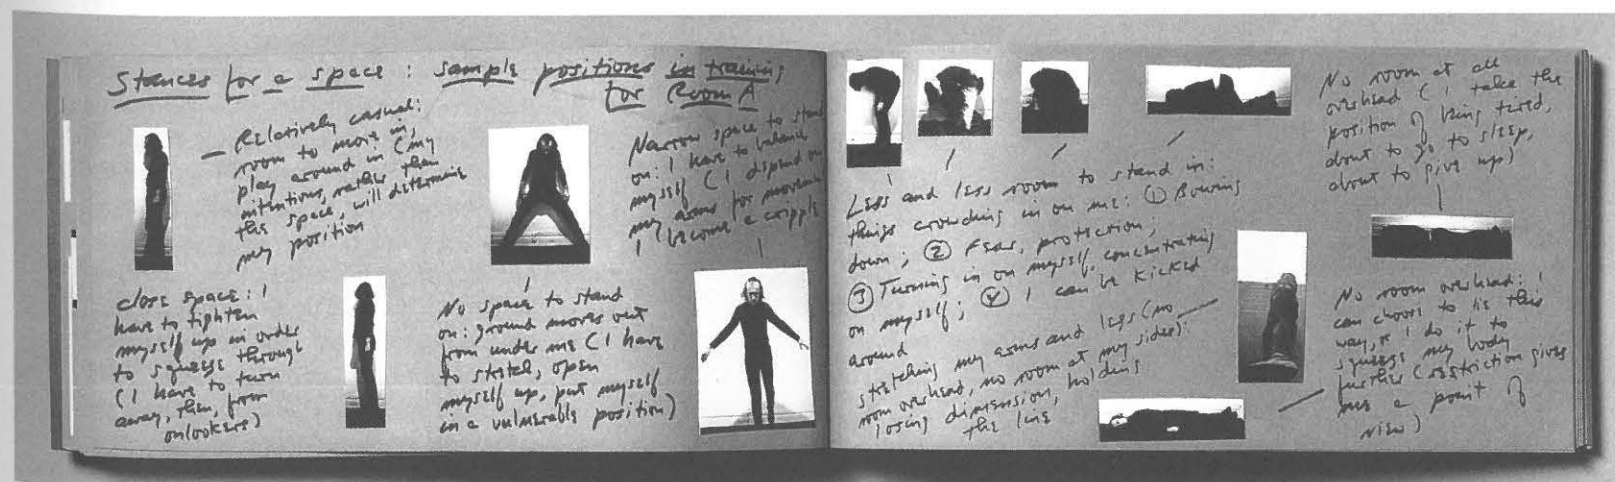 Stances for a space : sample positions in training
for Room A
— Relatively casual:
room to move in,
play around in (my
intentions, rather than
the space, will determine
my position
Narrow space to stand
on: I have to balance
myself (I depend on
my arms for movement
I become a cripple
close space: I
have to tighten
myself up in order
to squeeze through
(I have to turn
away, then, from
onlookers)
No space to stand
on: ground moves out
from under me (I have
to stretch, open
myself up, put myself
in a vulnerable position)
Less and less room to stand in:
things crowding in on me: ① Bowing
down; ② Fear, protection;
③ Turning in on myself, concentrating
on myself; ④ I can be kicked
around
stretching my arms and legs (no
room overhead, no room at my sides):
losing dimension, holding
the line
No room at all
overhead (I take the
position of being tired,
about to go to sleep,
about to give up)
No room overhead: I
can choose to lie this
way, or I do it to
squeeze my body
further (restriction gives
me a point of
view)